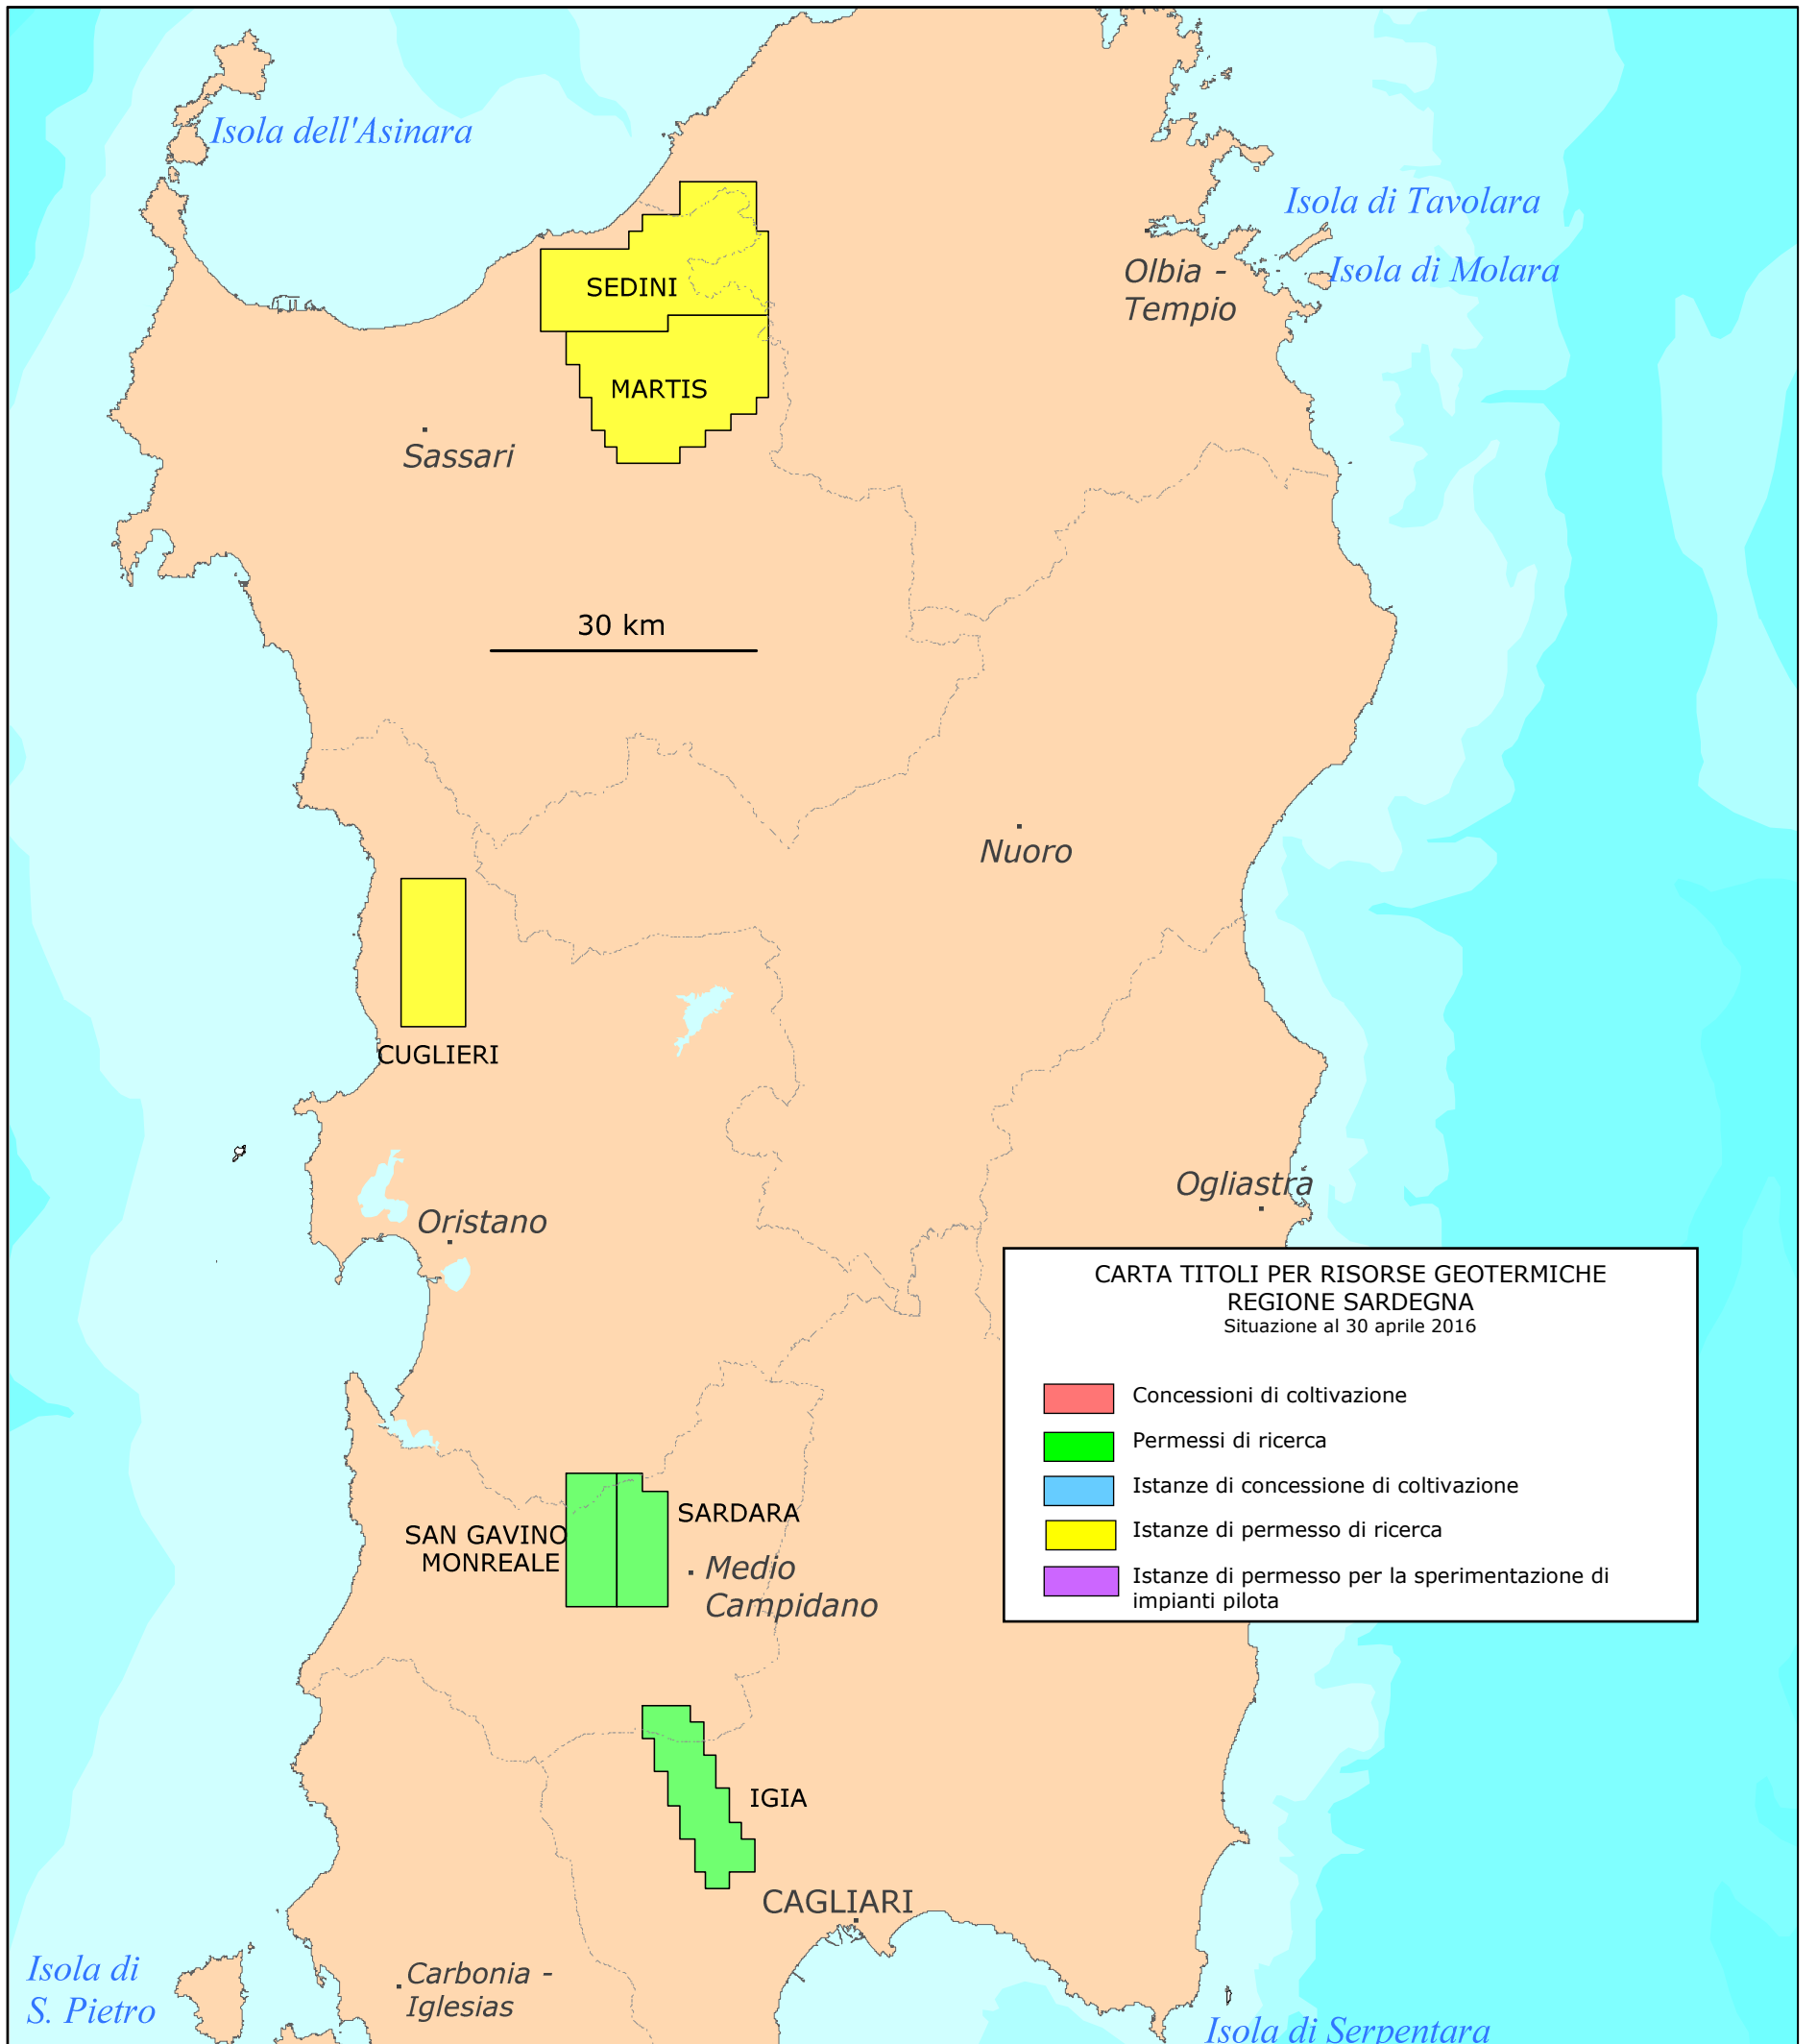 Isola dell'Asinara
Isola di Tavolara
Isola di Molara
Olbia -
Tempio
SEDINI
MARTIS
Sassari
30 km
Nuoro
CUGLIERI
Ogliastra
Oristano
CARTA TITOLI PER RISORSE GEOTERMICHE
REGIONE SARDEGNA
Situazione al 30 aprile 2016
Concessioni di coltivazione
Permessi di ricerca
Istanze di concessione di coltivazione
Istanze di permesso di ricerca
Istanze di permesso per la sperimentazione di
impianti pilota
SARDARA
SAN GAVINO
MONREALE
Medio
Campidano
IGIA
CAGLIARI
Isola di
S. Pietro
Carbonia -
Iglesias
Isola di Serpentara